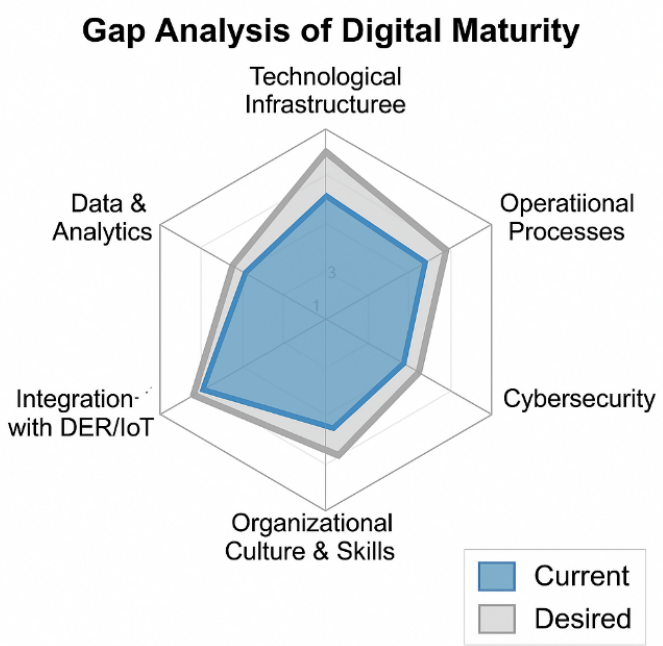 Gap Analysis of Digital Maturity
Technological
Infrastructuree
Data &
Analytics
Operatiional
Processes
3
1
Integration-
with DER/IoT
Cybersecurity
Organizational
Culture & Skills
Current
Desired